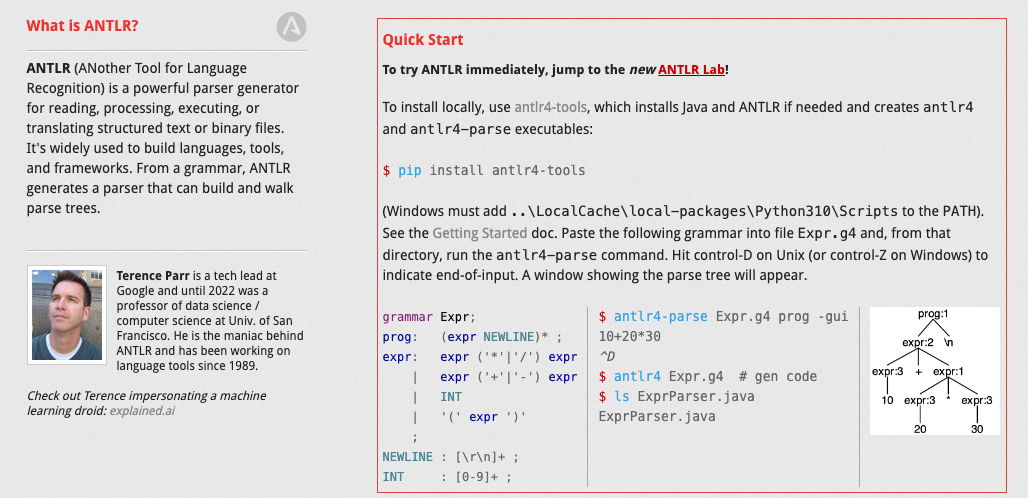 What is ANTLR?
ANTLR (ANother Tool for Language
Recognition) is a powerful parser generator
for reading, processing, executing, or
translating structured text or binary files.
It's widely used to build languages, tools,
and frameworks. From a grammar, ANTLR
generates a parser that can build and walk
parse trees.
Terence Parr is a tech lead at
Google and until 2022 was a
professor of data science /
computer science at Univ. of San
Francisco. He is the maniac behind
ANTLR and has been working on
language tools since 1989.
Check out Terence impersonating a machine
learning droid: explained.ai
Quick Start
To try ANTLR immediately, jump to the new ANTLR Lab!
To install locally, use antlr4-tools, which installs Java and ANTLR if needed and creates antlr4
and antlr4-parse executables:
$ pip install antlr4-tools
(Windows must add ..\LocalCache\local-packages\Python310\Scripts to the PATH).
See the Getting Started doc. Paste the following grammar into file Expr.g4 and, from that
directory, run the antlr4-parse command. Hit control-D on Unix (or control-Z on Windows) to
indicate end-of-input. A window showing the parse tree will appear.
grammar Expr;
prog:   (expr NEWLINE)* ;
expr:   expr ('*'|'/') expr
    |   expr ('+'|'-') expr
    |   INT
    |   '(' expr ')'
    ;
NEWLINE : [\r\n]+ ;
INT     : [0-9]+ ;
$ antlr4-parse Expr.g4 prog -gui
10+20*30
^D
$ antlr4 Expr.g4  # gen code
$ ls ExprParser.java
ExprParser.java
prog:1
expr:2 \n
expr:3 + expr:1
10 expr:3 * expr:3
20 30